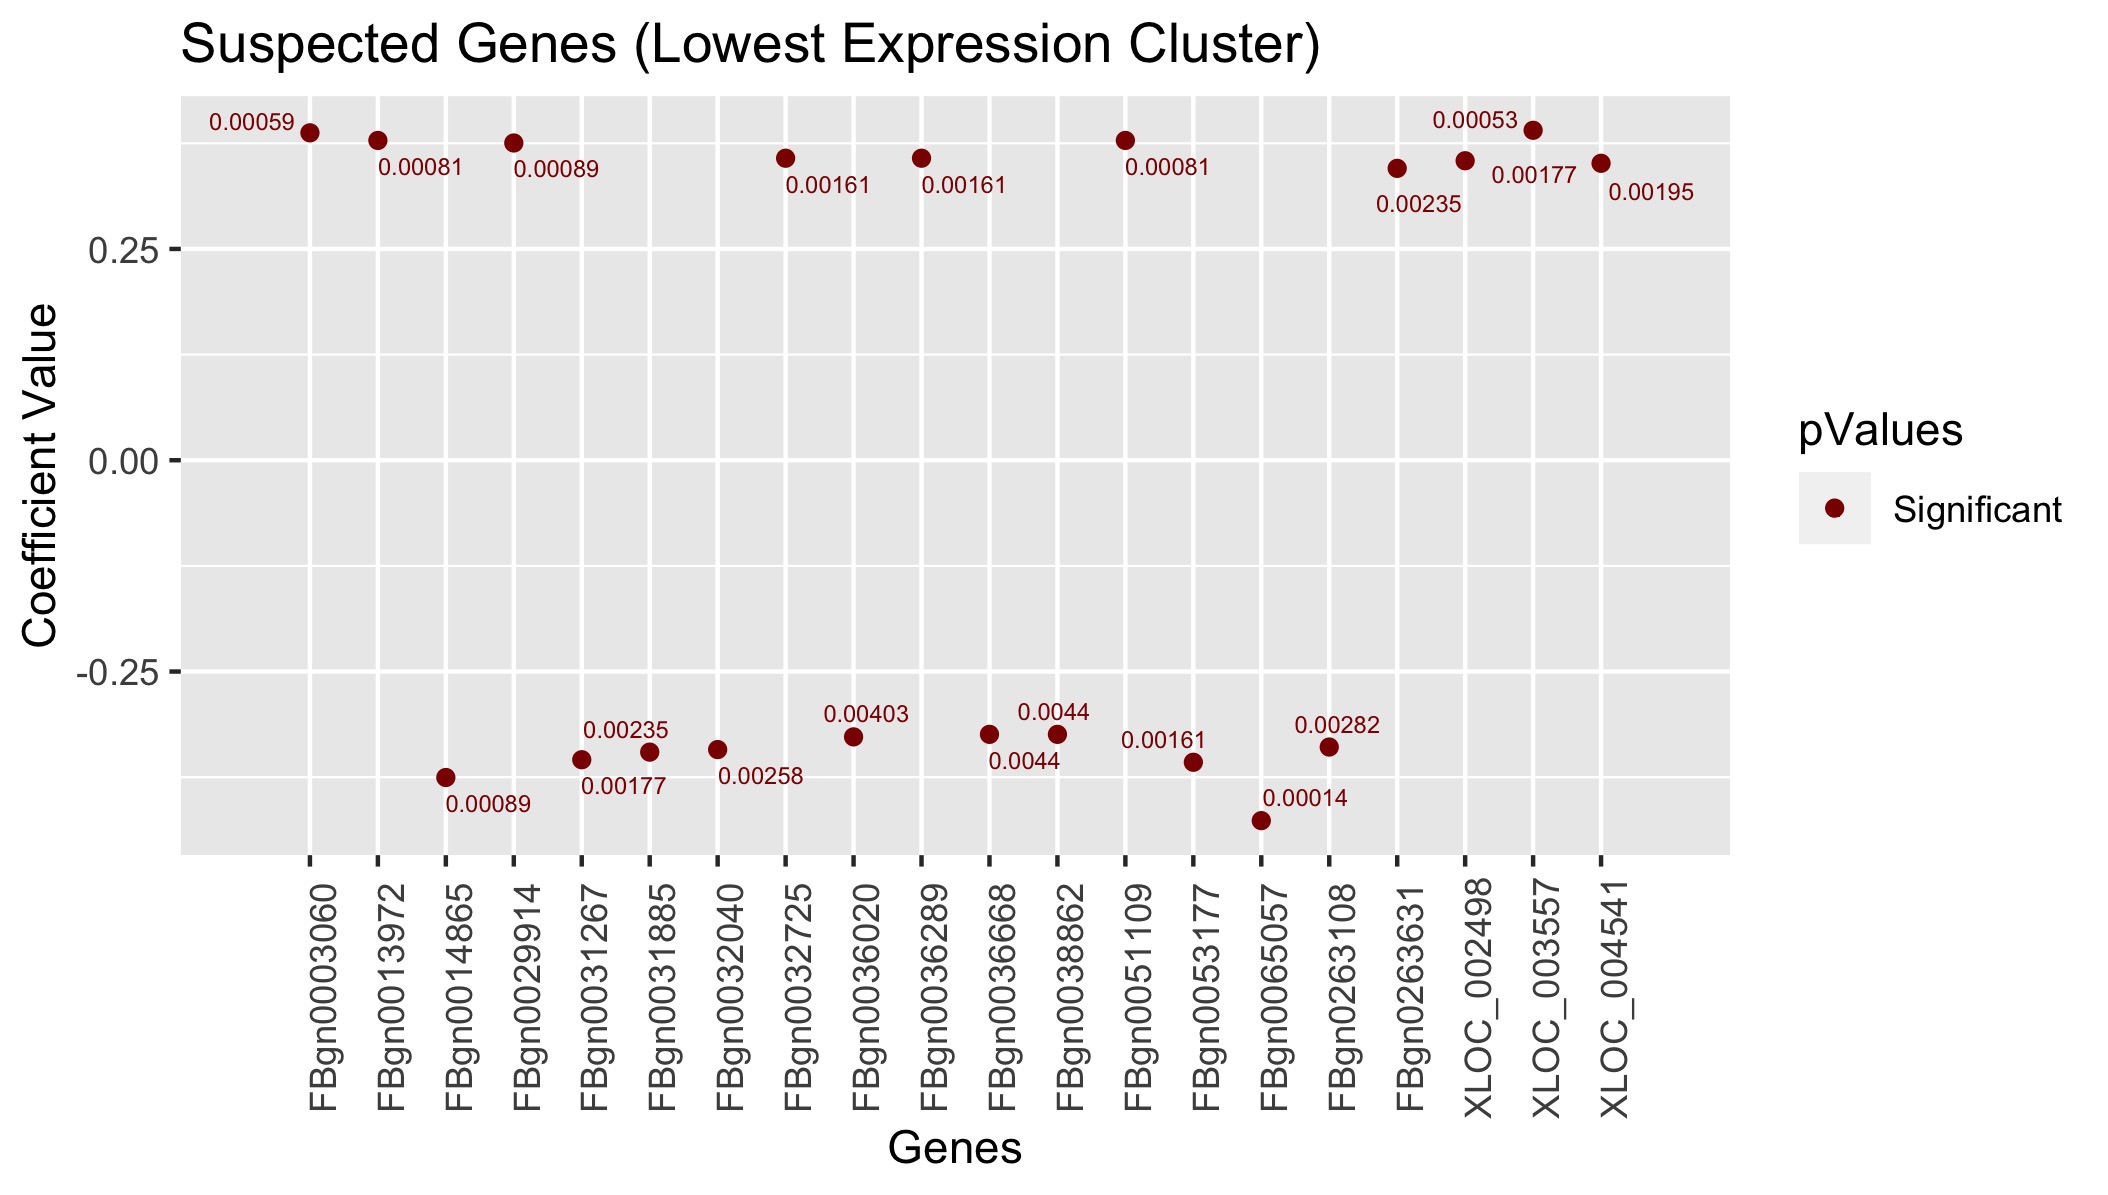 Suspected Genes (Lowest Expression Cluster)
0.00059
0.00081
0.00089
0.00161
0.00161
0.00081
0.00235
0.00053
0.00177
0.00195
0.25
0.00
-0.25
Coefficient Value
0.00089
0.00235
0.00177
0.00258
0.00403
0.0044
0.0044
0.00161
0.00014
0.00282
FBgn0003060
FBgn0013972
FBgn0014865
FBgn0029914
FBgn0031267
FBgn0031885
FBgn0032040
FBgn0032725
FBgn0036020
FBgn0036289
FBgn0036668
FBgn0038862
FBgn0051109
FBgn0053177
FBgn0065057
FBgn0263108
FBgn0263631
XLOC_002498
XLOC_003557
XLOC_004541
Genes
pValues
Significant